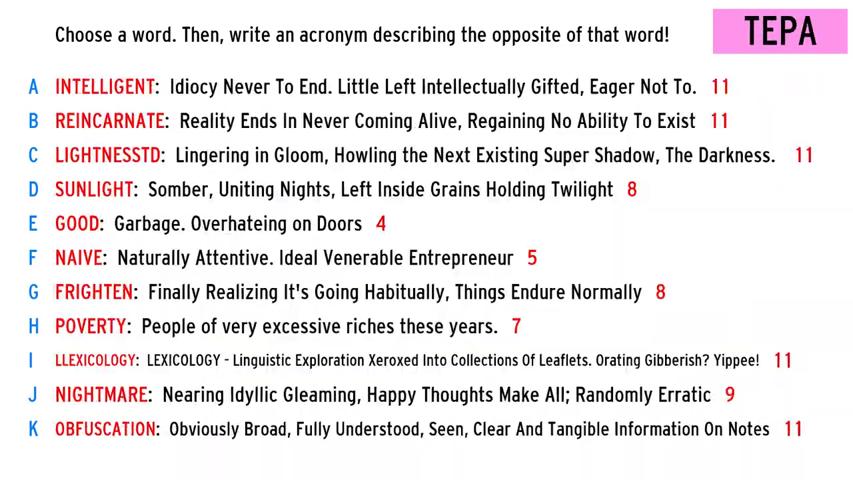 Choose a word. Then, write an acronym describing the opposite of that word!
TEPA
A INTELLIGENT: Idiocy Never To End. Little Left Intellectually Gifted, Eager Not To. 11
B REINCARNATE: Reality Ends In Never Coming Alive, Regaining No Ability To Exist 11
C LIGHTNESSTD: Lingering in Gloom, Howling the Next Existing Super Shadow, The Darkness. 11
D SUNLIGHT: Somber, Uniting Nights, Left Inside Grains Holding Twilight 8
E GOOD: Garbage. Overhateing on Doors 4
F NAIVE: Naturally Attentive. Ideal Venerable Entrepreneur 5
G FRIGHTEN: Finally Realizing It's Going Habitually, Things Endure Normally 8
H POVERTY: People of very excessive riches these years. 7
I LLEXICOLOGY: LEXICOLOGY - Linguistic Exploration Xeroxed Into Collections Of Leaflets. Orating Gibberish? Yippee! 11
J NIGHTMARE: Nearing Idyllic Gleaming, Happy Thoughts Make All; Randomly Erratic 9
K OBFUSCATION: Obviously Broad, Fully Understood, Seen, Clear And Tangible Information On Notes 11